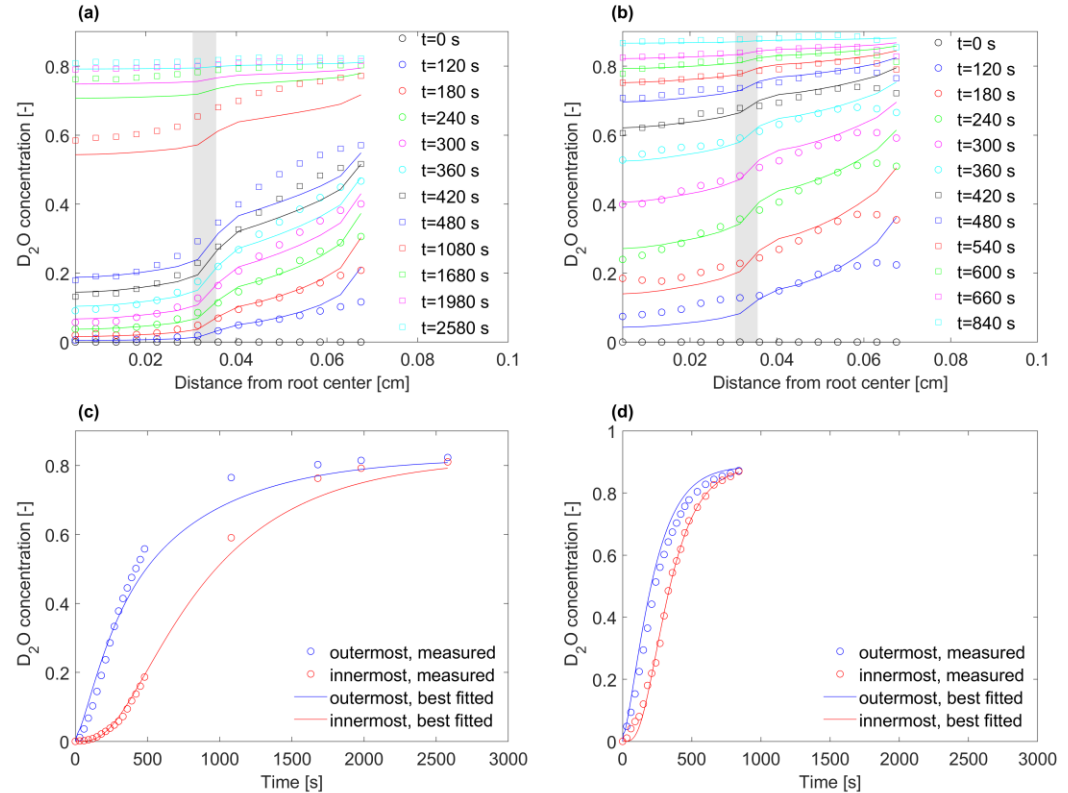 (a)
D2O concentration [-]
0.8
0.6
0.4
0.2
0
0.02
0.04
0.06
0.08
0.1
Distance from root center [cm]
t=0 s
t=120 s
t=180 s
t=240 s
t=300 s
t=360 s
t=420 s
t=480 s
t=1080 s
t=1680 s
t=1980 s
t=2580 s
(b)
D2O concentration [-]
0.8
0.6
0.4
0.2
0
0.02
0.04
0.06
0.08
0.1
Distance from root center [cm]
t=0 s
t=120 s
t=180 s
t=240 s
t=300 s
t=360 s
t=420 s
t=480 s
t=540 s
t=600 s
t=660 s
t=840 s
(c)
D2O concentration [-]
0.8
0.6
0.4
0.2
0
outermost, measured
innermost, measured
outermost, best fitted
innermost, best fitted
0 500 1000 1500 2000 2500 3000
Time [s]
(d)
D2O concentration [-]
1
0.8
0.6
0.4
0.2
0
outermost, measured
innermost, measured
outermost, best fitted
innermost, best fitted
0 500 1000 1500 2000 2500 3000
Time [s]